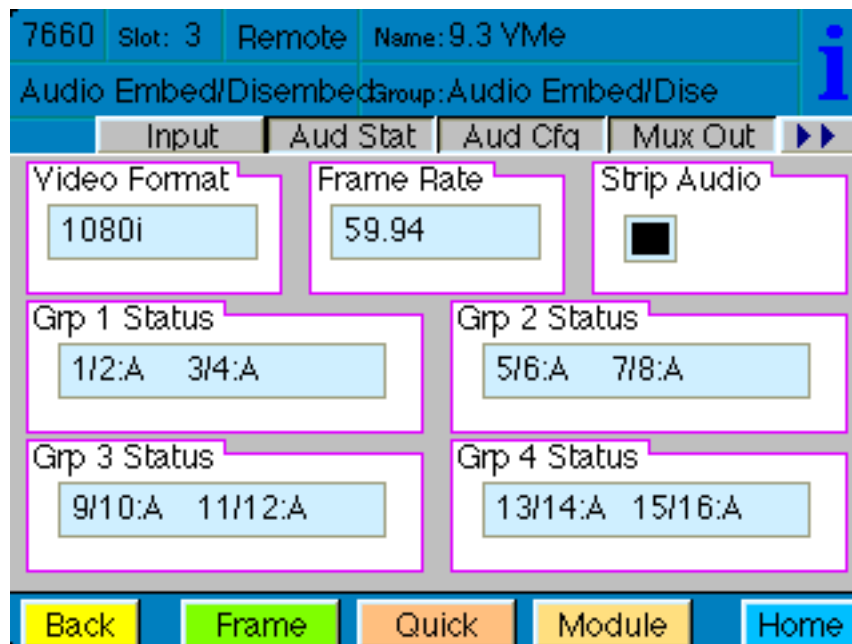 7660 Slot: 3 Remote Name: 9.3 VMe
Audio Embed/Disembed Group: Audio Embed/Dise
Input Aud Stat Aud Cfg Mux Out
Video Format Frame Rate Strip Audio
1080i 59.94
Grp 1 Status Grp 2 Status
1/2:A 3/4:A 5/6:A 7/8:A
Grp 3 Status Grp 4 Status
9/10:A 11/12:A 13/14:A 15/16:A
Back Frame Quick Module Home